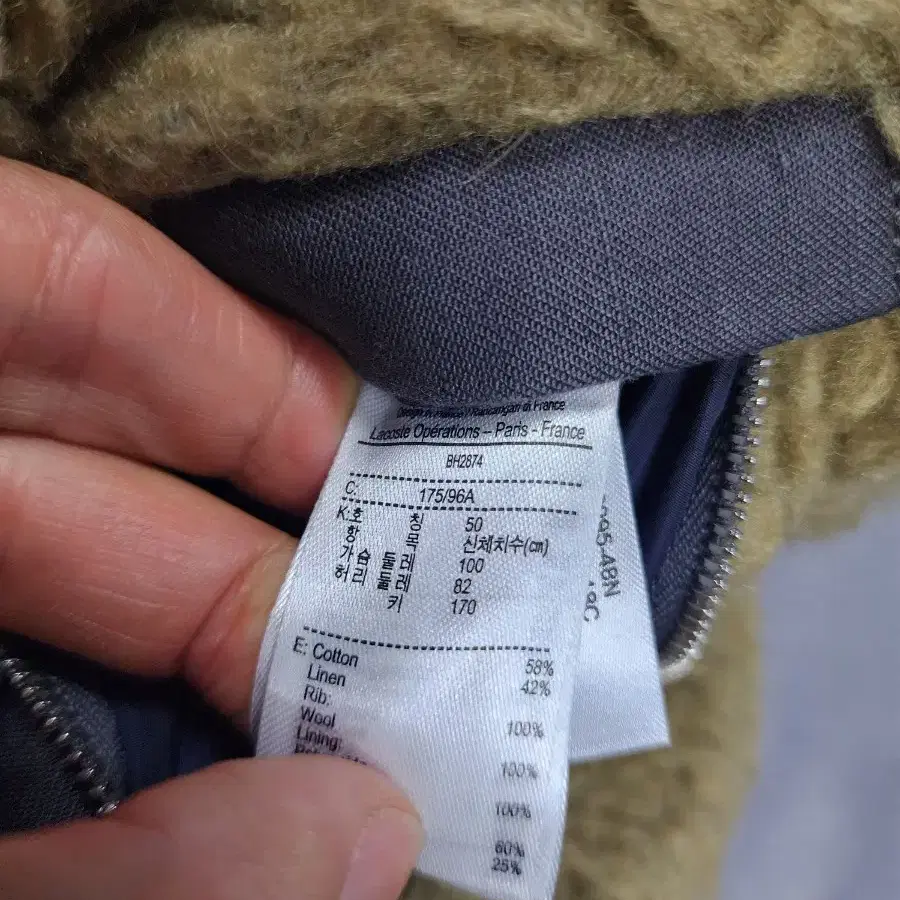 Lacoste Opérations – Paris - France
BH2874
C: 175/96A
K:호 칭 50
항 목 신체치수(cm)
가 슴 둘 레 100
허 리 둘 레 82
키 170
E: Cotton 58%
Linen 42%
Rib:
Wool 100%
Lining:
100%
100%
60%
25%